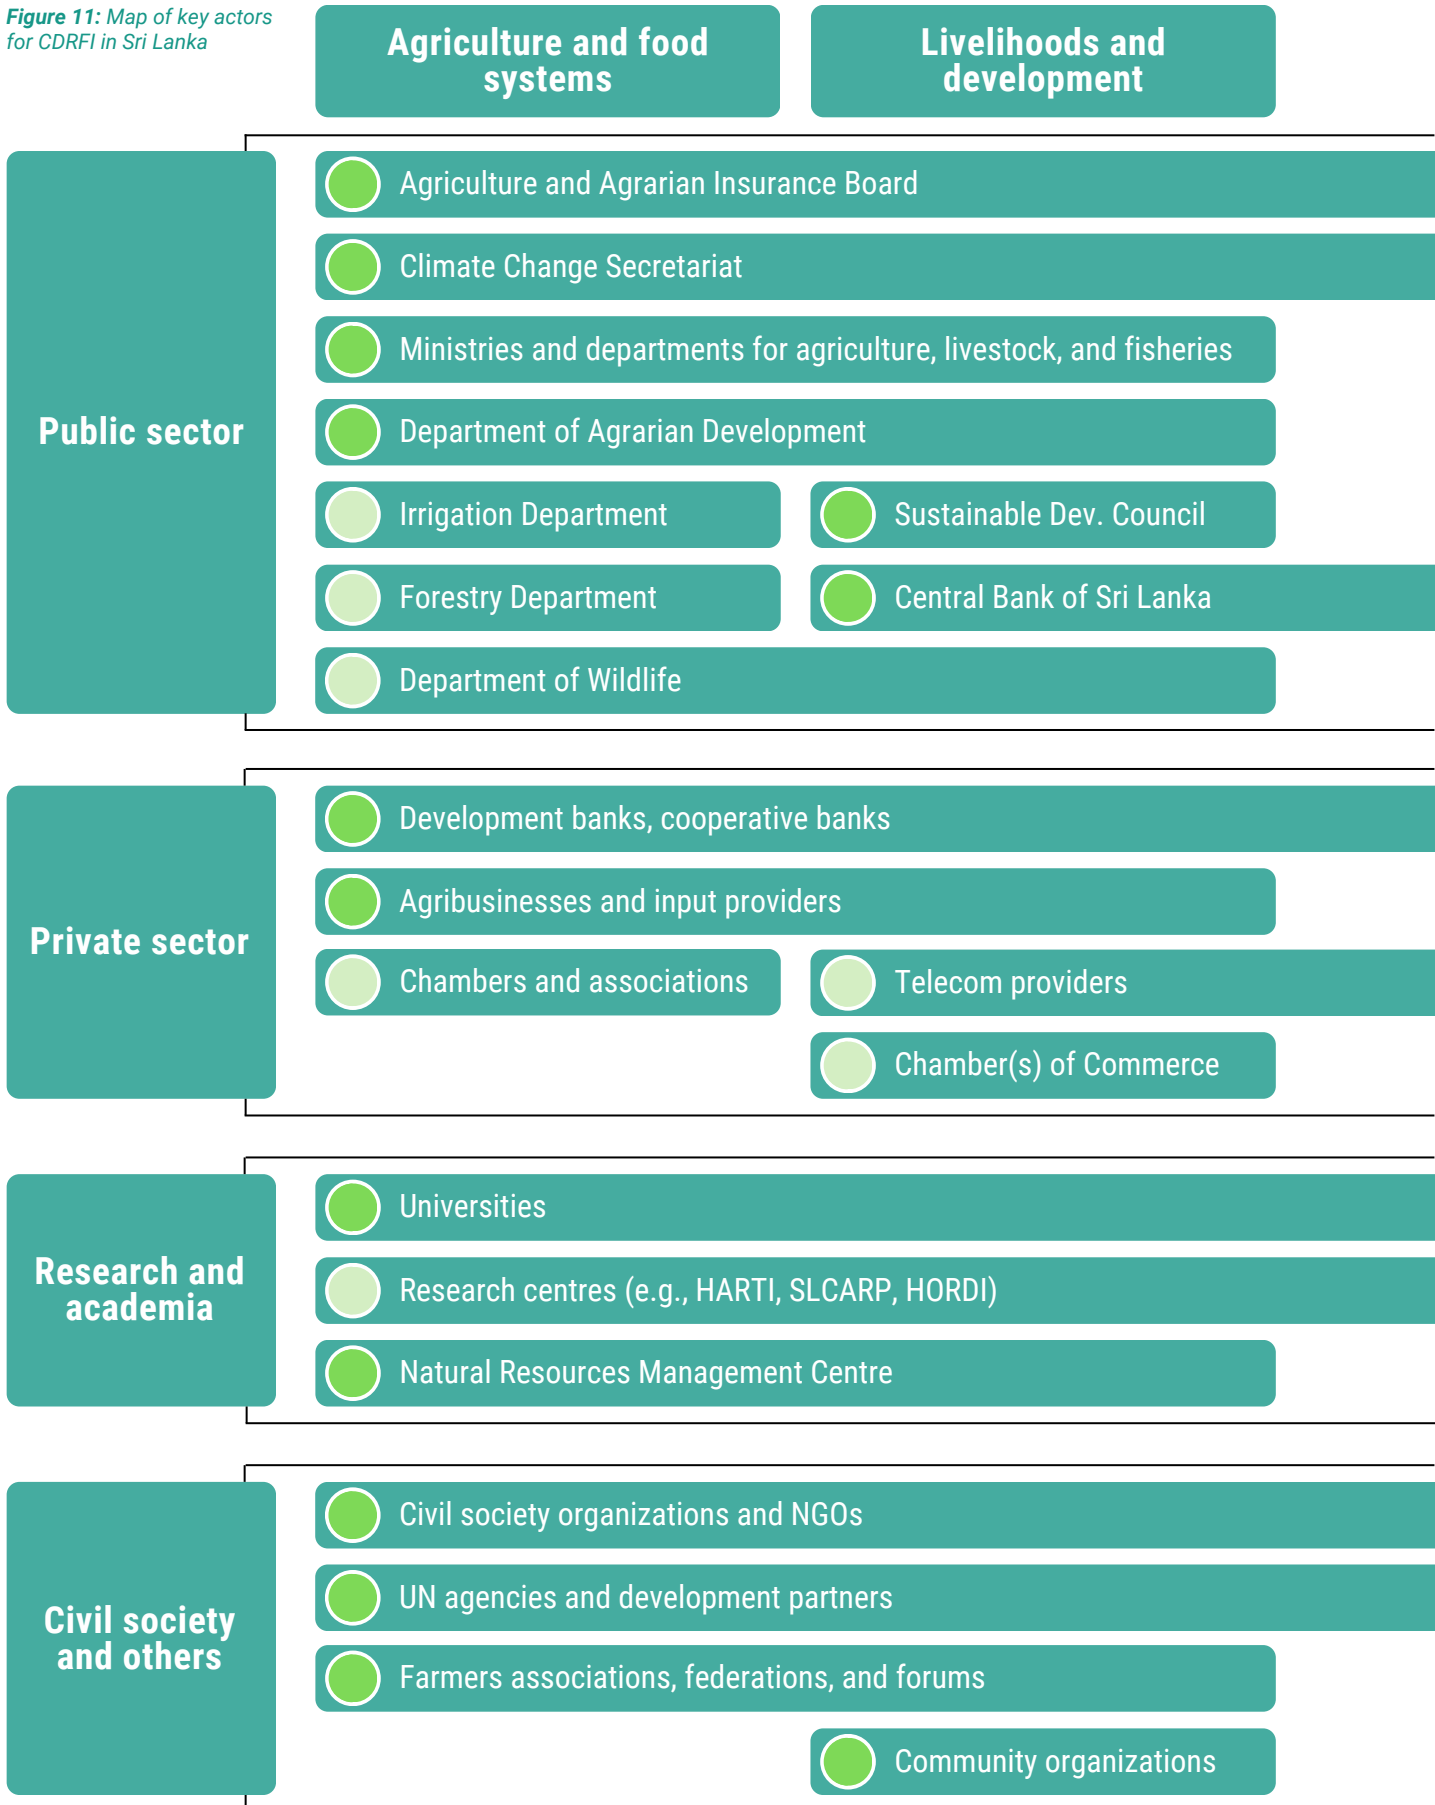 Figure 11: Map of key actors
for CDRFI in Sri Lanka
Agriculture and food
systems
Livelihoods and
development
Public sector
Agriculture and Agrarian Insurance Board
Climate Change Secretariat
Ministries and departments for agriculture, livestock, and fisheries
Department of Agrarian Development
Irrigation Department
Sustainable Dev. Council
Forestry Department
Central Bank of Sri Lanka
Department of Wildlife
Private sector
Development banks, cooperative banks
Agribusinesses and input providers
Chambers and associations
Telecom providers
Chamber(s) of Commerce
Research and
academia
Universities
Research centres (e.g., HARTI, SLCARP, HORDI)
Natural Resources Management Centre
Civil society
and others
Civil society organizations and NGOs
UN agencies and development partners
Farmers associations, federations, and forums
Community organizations